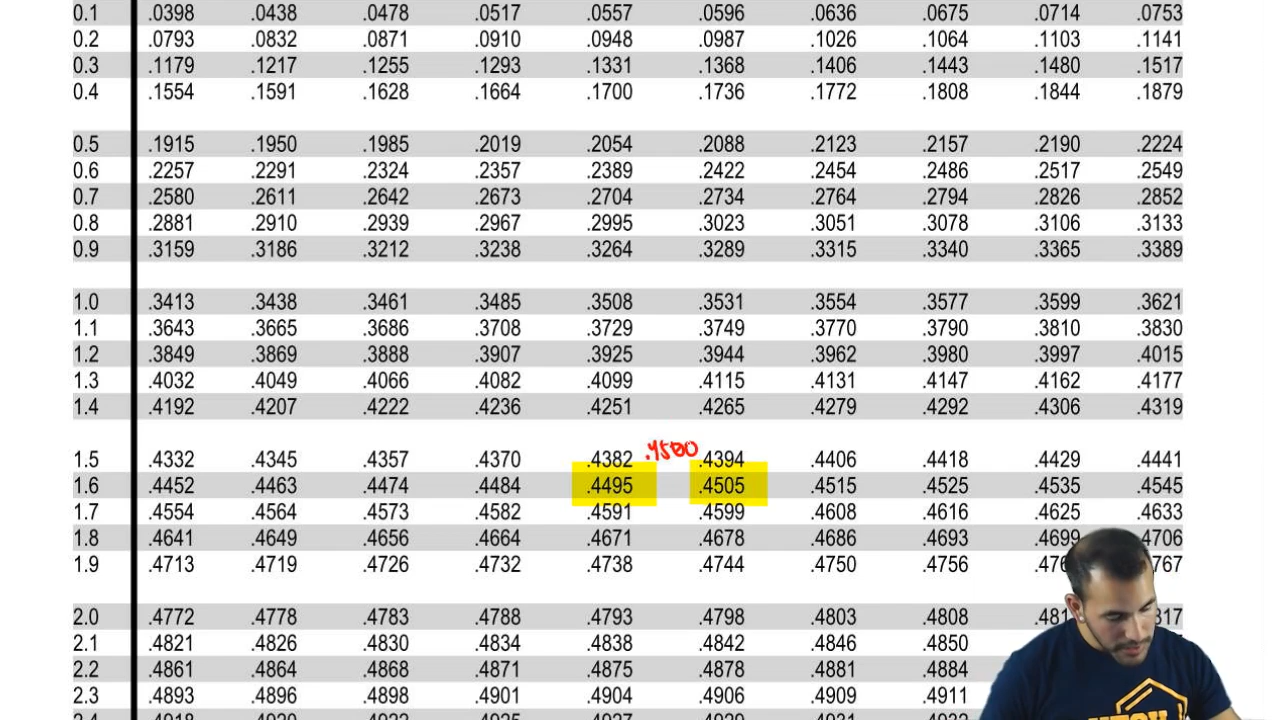 0.1 .0398 .0438 .0478 .0517 .0557 .0596 .0636 .0675 .0714 .0753
0.2 .0793 .0832 .0871 .0910 .0948 .0987 .1026 .1064 .1103 .1141
0.3 .1179 .1217 .1255 .1293 .1331 .1368 .1406 .1443 .1480 .1517
0.4 .1554 .1591 .1628 .1664 .1700 .1736 .1772 .1808 .1844 .1879
0.5 .1915 .1950 .1985 .2019 .2054 .2088 .2123 .2157 .2190 .2224
0.6 .2257 .2291 .2324 .2357 .2389 .2422 .2454 .2486 .2517 .2549
0.7 .2580 .2611 .2642 .2673 .2704 .2734 .2764 .2794 .2826 .2852
0.8 .2881 .2910 .2939 .2967 .2995 .3023 .3051 .3078 .3106 .3133
0.9 .3159 .3186 .3212 .3238 .3264 .3289 .3315 .3340 .3365 .3389
1.0 .3413 .3438 .3461 .3485 .3508 .3531 .3554 .3577 .3599 .3621
1.1 .3643 .3665 .3686 .3708 .3729 .3749 .3770 .3790 .3810 .3830
1.2 .3849 .3869 .3888 .3907 .3925 .3944 .3962 .3980 .3997 .4015
1.3 .4032 .4049 .4066 .4082 .4099 .4115 .4131 .4147 .4162 .4177
1.4 .4192 .4207 .4222 .4236 .4251 .4265 .4279 .4292 .4306 .4319
.4500
1.5 .4332 .4345 .4357 .4370 .4382 .4394 .4406 .4418 .4429 .4441
1.6 .4452 .4463 .4474 .4484 .4495 .4505 .4515 .4525 .4535 .4545
1.7 .4554 .4564 .4573 .4582 .4591 .4599 .4608 .4616 .4625 .4633
1.8 .4641 .4649 .4656 .4664 .4671 .4678 .4686 .4693 .4699 .4706
1.9 .4713 .4719 .4726 .4732 .4738 .4744 .4750 .4756
2.0 .4772 .4778 .4783 .4788 .4793 .4798 .4803 .4808
2.1 .4821 .4826 .4830 .4834 .4838 .4842 .4846 .4850
2.2 .4861 .4864 .4868 .4871 .4875 .4878 .4881 .4884
2.3 .4893 .4896 .4898 .4901 .4904 .4906 .4909 .4911